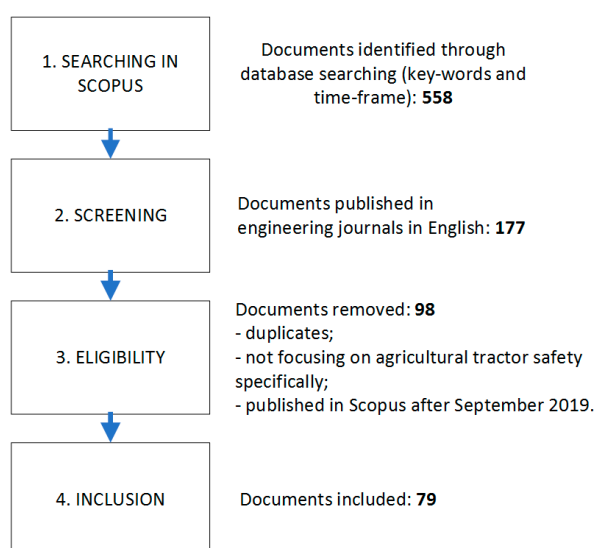 1. SEARCHING IN
SCOPUS
Documents identified through
database searching (key-words and
time-frame): 558
2. SCREENING
Documents published in
engineering journals in English: 177
3. ELIGIBILITY
Documents removed: 98
- duplicates;
- not focusing on agricultural tractor safety
specifically;
- published in Scopus after September 2019.
4. INCLUSION
Documents included: 79